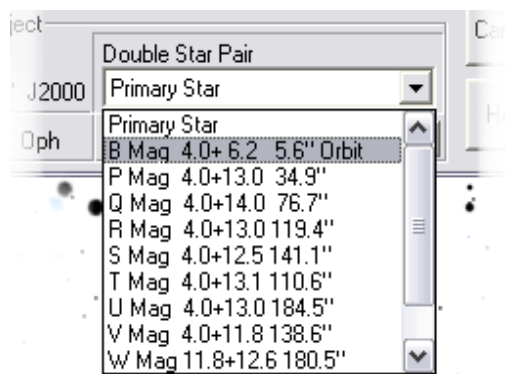 ject
Double Star Pair
J2000
Primary Star
Oph
Primary Star
B Mag 4.0+ 6.2 5.6" Orbit
P Mag 4.0+13.0 34.9"
Q Mag 4.0+14.0 76.7"
R Mag 4.0+13.0 119.4"
S Mag 4.0+12.5 141.1"
T Mag 4.0+13.1 110.6"
U Mag 4.0+13.0 184.5"
V Mag 4.0+11.8 138.6"
W Mag 11.8+12.6 180.5"
Ca
He